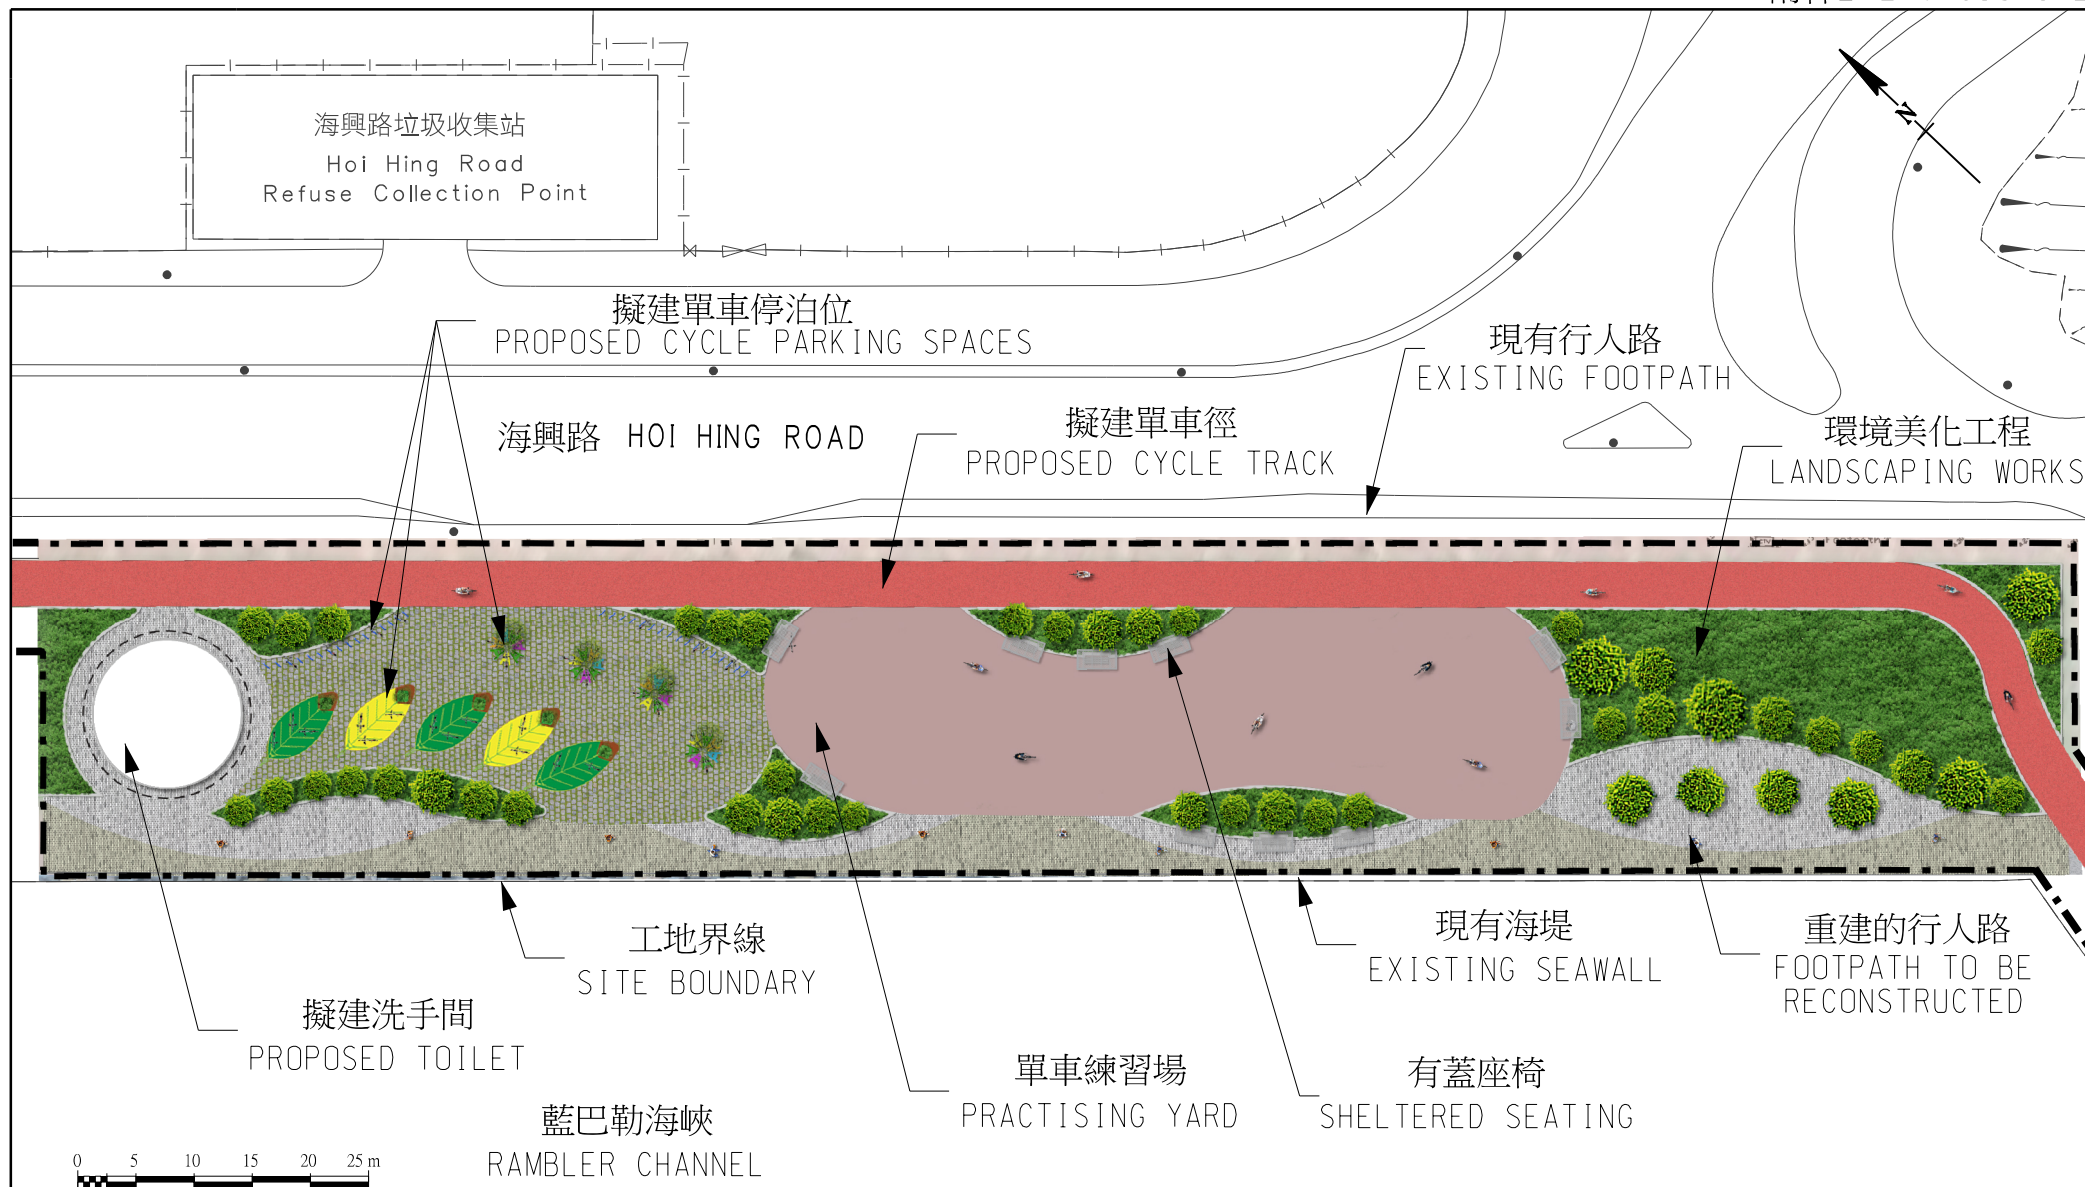 海興路垃圾收集站
Hoi Hing Road
Refuse Collection Point
N
擬建單車停泊位
PROPOSED CYCLE PARKING SPACES
現有行人路
EXISTING FOOTPATH
海興路 HOI HING ROAD
擬建單車徑
PROPOSED CYCLE TRACK
環境美化工程
LANDSCAPING WORKS
工地界線
SITE BOUNDARY
現有海堤
EXISTING SEAWALL
重建的行人路
FOOTPATH TO BE
RECONSTRUCTED
擬建洗手間
PROPOSED TOILET
單車練習場
PRACTISING YARD
有蓋座椅
SHELTERED SEATING
藍巴勒海峽
RAMBLER CHANNEL
0 5 10 15 20 25 m